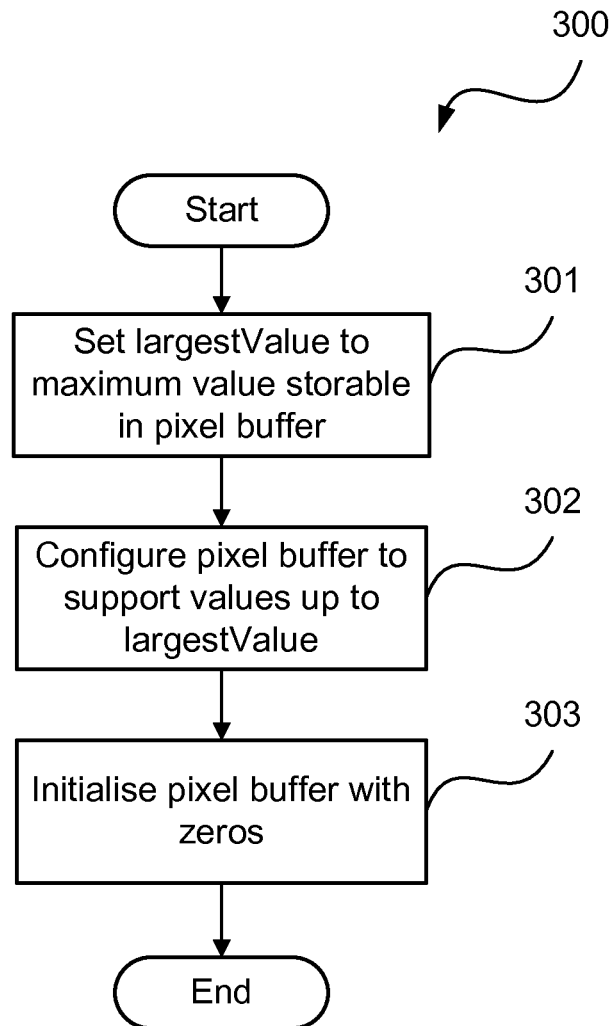 300
Start
301
Set largestValue to
maximum value storable
in pixel buffer
302
Configure pixel buffer to
support values up to
largestValue
303
Initialise pixel buffer with
zeros
End